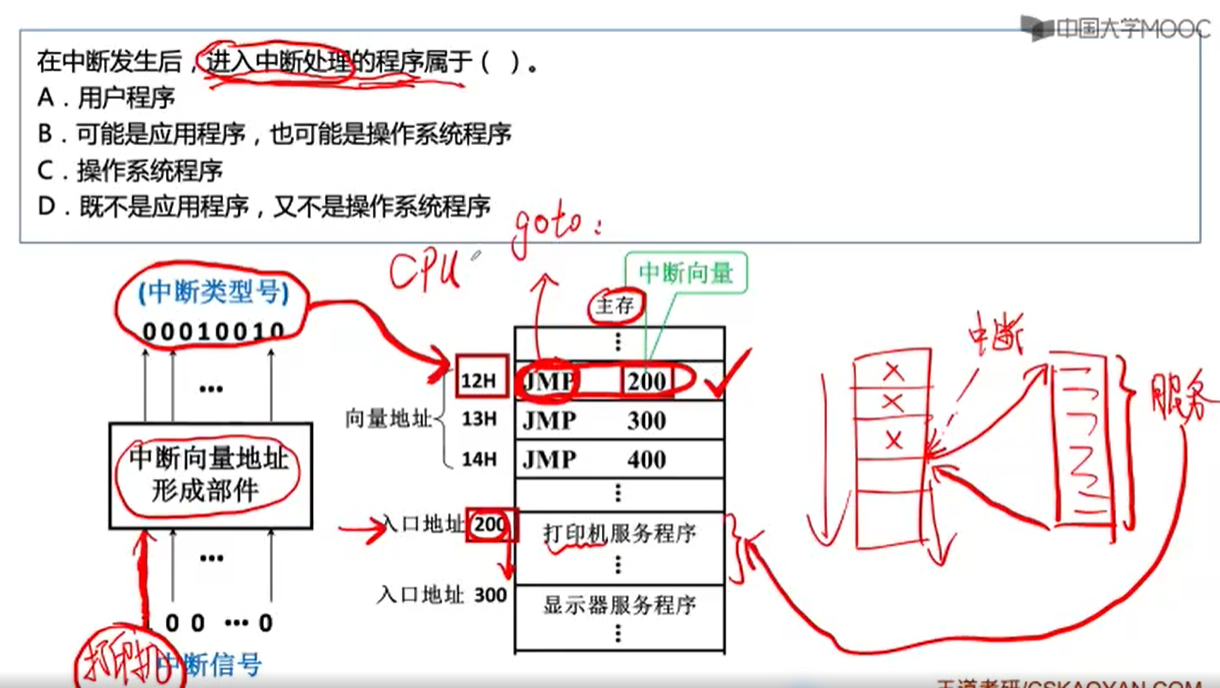 中国大学MOOC
在中断发生后，进入中断处理的程序属于（ ）。
A．用户程序
B．可能是应用程序，也可能是操作系统程序
C．操作系统程序
D．既不是应用程序，又不是操作系统程序
goto：
CPU
中断向量
(中断类型号)
主存
00010010
中断
12H JMP 200
服务
向量地址 13H JMP 300
14H JMP 400
中断向量地址
形成部件
入口地址 200 打印机服务程序
入口地址 300 显示器服务程序
0 0 … 0
打印机
中断信号
王道考研/CSKAOYAN.COM